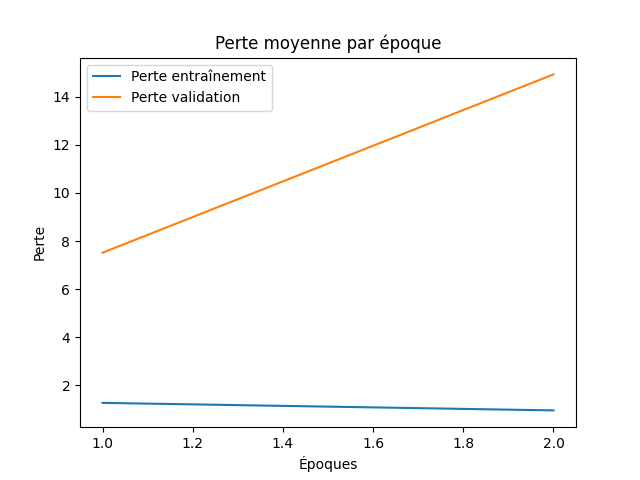 Perte moyenne par époque
Perte entraînement
Perte validation
14
12
10
8
6
4
2
Perte
1.0 1.2 1.4 1.6 1.8 2.0
Époques